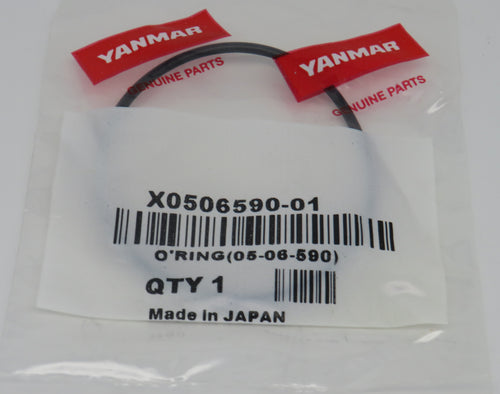 YANMAR
GENUINE PARTS
YANMAR
GENUINE PARTS
X0506590-01
O'RING(05-06-590)
QTY 1
Made in JAPAN